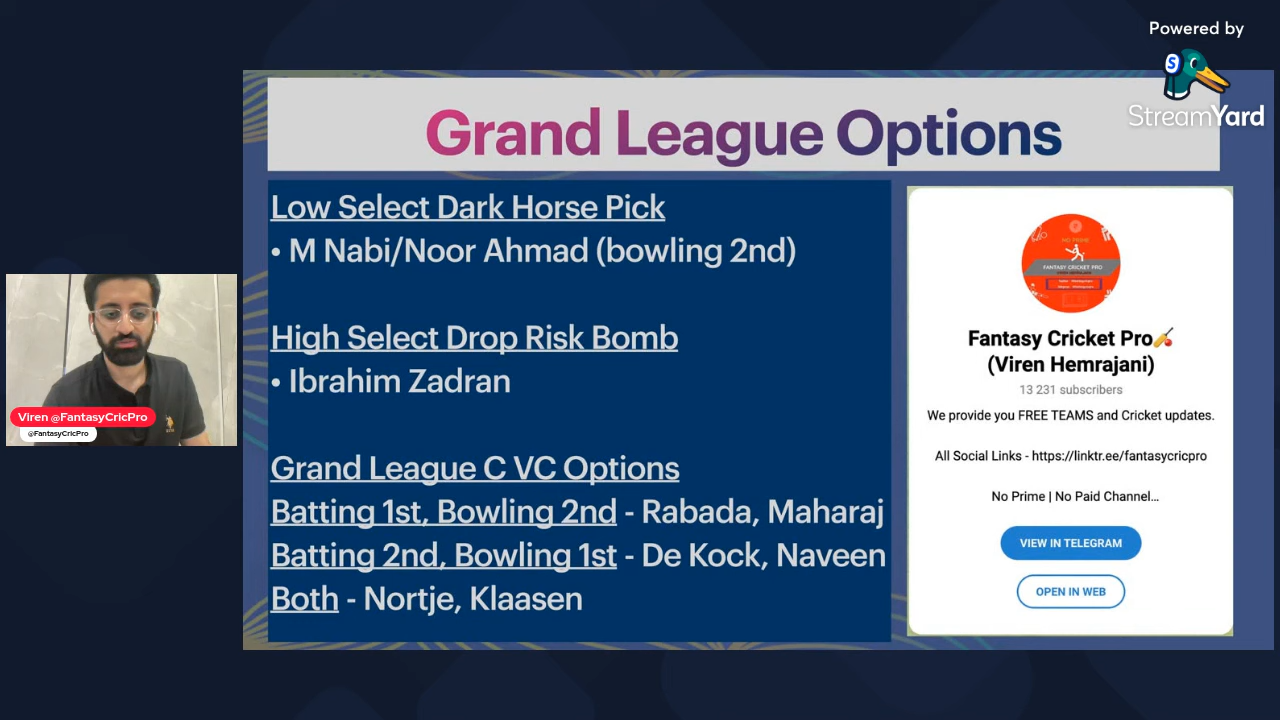 Powered by
StreamYard
Grand League Options
Low Select Dark Horse Pick
• M Nabi/Noor Ahmad (bowling 2nd)
High Select Drop Risk Bomb
• Ibrahim Zadran
Grand League C VC Options
Batting 1st, Bowling 2nd - Rabada, Maharaj
Batting 2nd, Bowling 1st - De Kock, Naveen
Both - Nortje, Klaasen
FANTASY CRICKET PRO
Fantasy Cricket Pro🏏
(Viren Hemrajani)
13 231 subscribers
We provide you FREE TEAMS and Cricket updates.
All Social Links - https://linktr.ee/fantasycricpro
No Prime | No Paid Channel...
VIEW IN TELEGRAM
OPEN IN WEB
Viren @FantasyCricPro
@FantasyCricPro